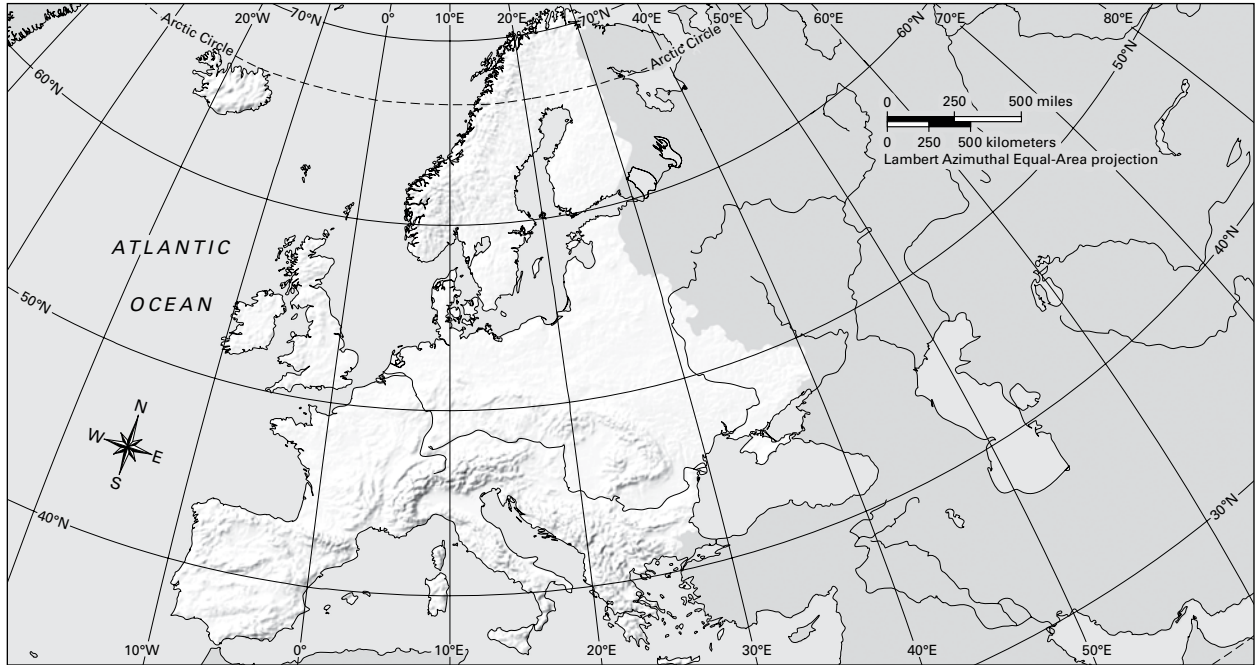 20°W
70°N
0°
10°E
20°E
70°N
40°E
50°E
60°E
60°N
80°E
Arctic Circle
Arctic Circle
60°N
50°N
0 250 500 miles
0 250 500 kilometers
Lambert Azimuthal Equal-Area projection
ATLANTIC
OCEAN
40°N
50°N
N
W
E
S
40°N
30°N
10°W
0°
10°E
20°E
30°E
40°E
50°E